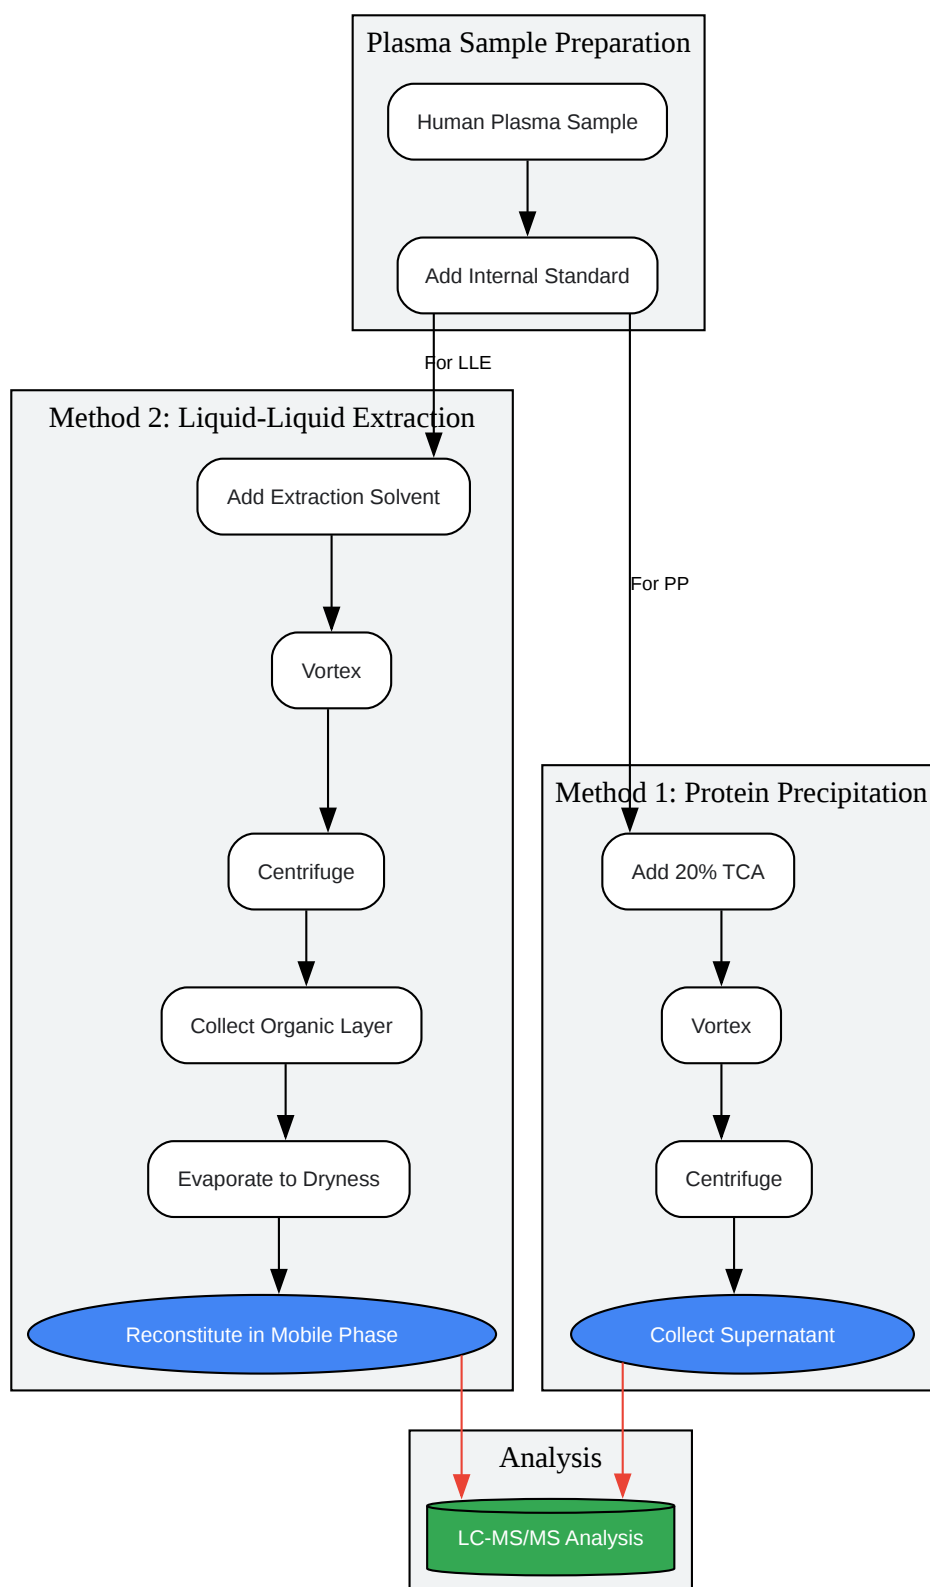 Plasma Sample Preparation
Human Plasma Sample
Add Internal Standard
For LLE
Method 2: Liquid-Liquid Extraction
Add Extraction Solvent
Vortex
Centrifuge
Collect Organic Layer
Evaporate to Dryness
Reconstitute in Mobile Phase
For PP
Method 1: Protein Precipitation
Add 20% TCA
Vortex
Centrifuge
Collect Supernatant
Analysis
LC-MS/MS Analysis